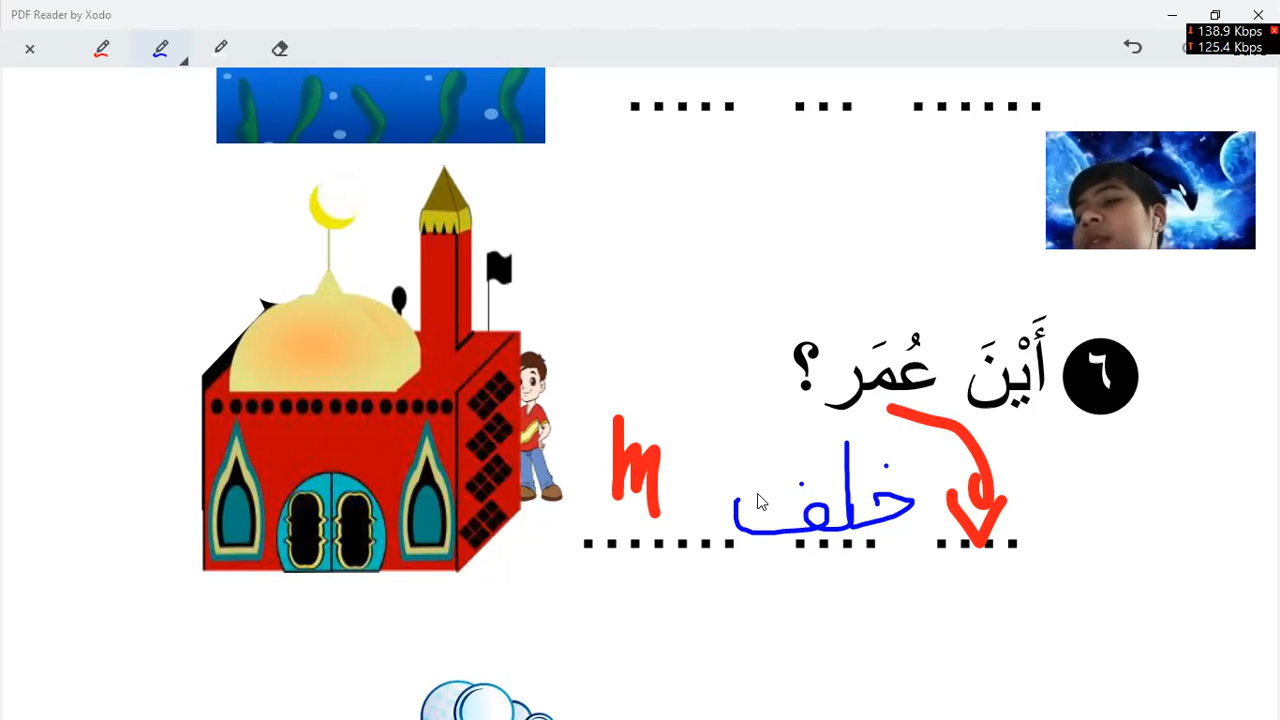 PDF Reader by Xodo
138.9 Kbps
125.4 Kbps
٦ أَيْنَ عُمَر ؟
خلف
m